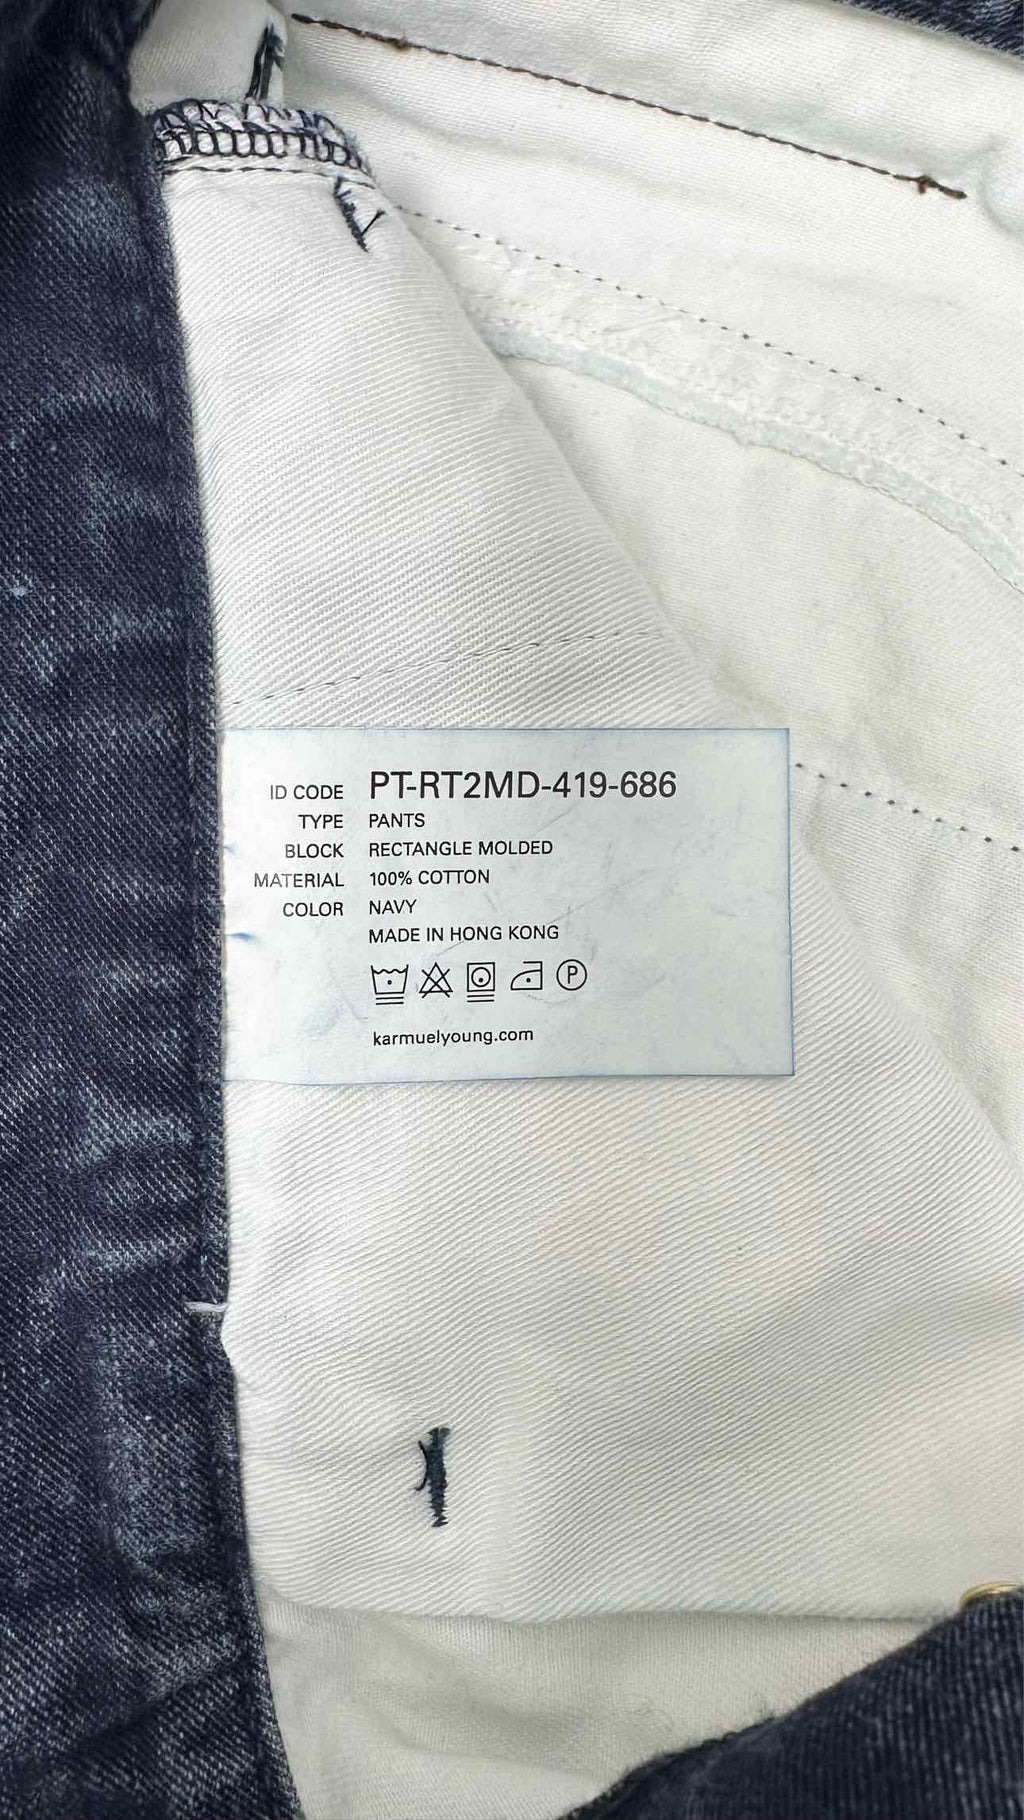 ID CODE PT-RT2MD-419-686
TYPE PANTS
BLOCK RECTANGLE MOLDED
MATERIAL 100% COTTON
COLOR NAVY
MADE IN HONG KONG
P
karmuelyoung.com